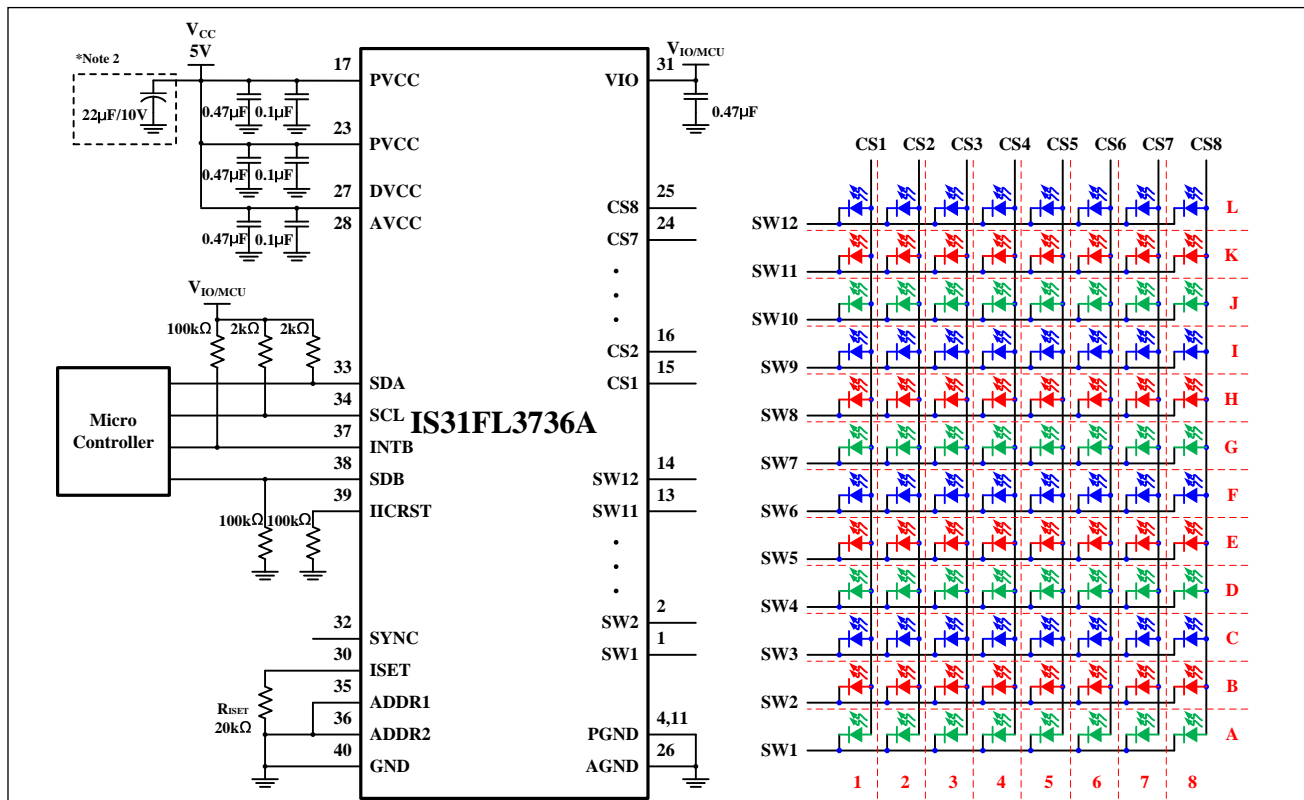 *Note 2
VCC
5V
22µF/10V
0.47µF 0.1µF
0.47µF 0.1µF
0.47µF 0.1µF
17 PVCC
23 PVCC
27 DVCC
28 AVCC
VIO/MCU
100kΩ 2kΩ 2kΩ
Micro
Controller
33 SDA
34 SCL
37 INTB
38 SDB
39 IICRST
100kΩ 100kΩ
32 SYNC
30 ISET
35 ADDR1
36 ADDR2
40 GND
RISET
20kΩ
IS31FL3736A
VIO/MCU
VIO 31
0.47µF
CS8 25
CS7 24
CS2 16
CS1 15
SW12 14
SW11 13
SW2 2
SW1 1
PGND 4,11
AGND 26
CS1 CS2 CS3 CS4 CS5 CS6 CS7 CS8
SW12 L
SW11 K
SW10 J
SW9 I
SW8 H
SW7 G
SW6 F
SW5 E
SW4 D
SW3 C
SW2 B
SW1 A
1 2 3 4 5 6 7 8